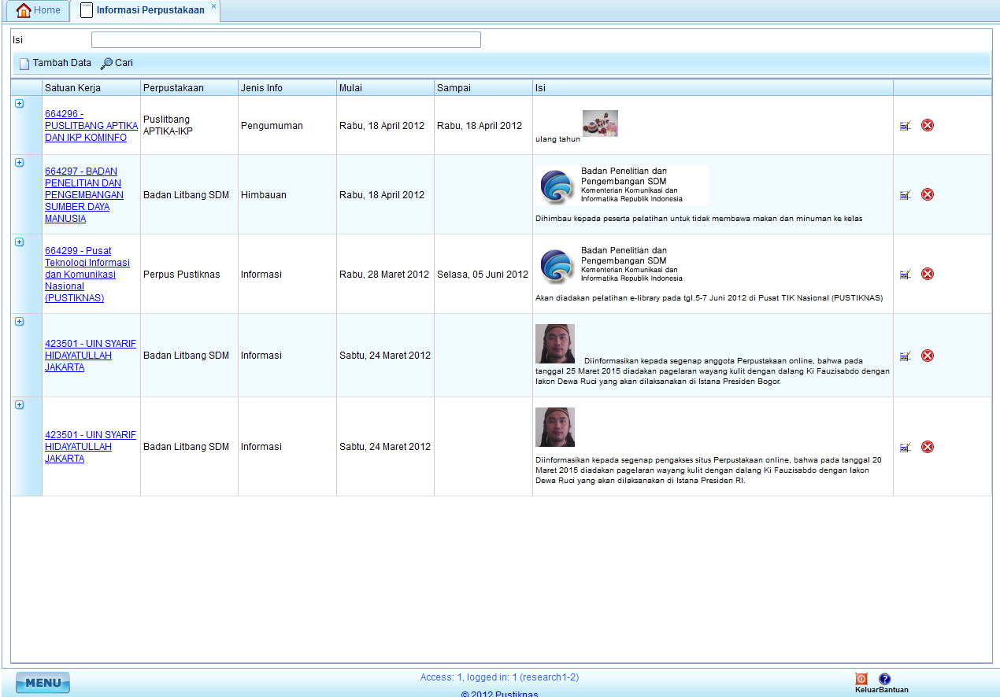 Home
Informasi Perpustakaan
Isi
Tambah Data
Cari
Satuan Kerja
Perpustakaan
Jenis Info
Mulai
Sampai
Isi
664296 -
PUSLITBANG APTIKA
DAN IKP KOMINFO
Puslitbang
APTIKA-IKP
Pengumuman
Rabu, 18 April 2012
Rabu, 18 April 2012
ulang tahun
664297 - BADAN
PENELITIAN DAN
PENGEMBANGAN
SUMBER DAYA
MANUSIA
Badan Litbang SDM
Himbauan
Rabu, 18 April 2012
Badan Penelitian dan
Pengembangan SDM
Kementerian Komunikasi dan
Informatika Republik Indonesia
Dihimbau kepada peserta pelatihan untuk tidak membawa makan dan minuman ke kelas
664299 - Pusat
Teknologi Informasi
dan Komunikasi
Nasional
(PUSTIKNAS)
Perpus Pustiknas
Informasi
Rabu, 28 Maret 2012
Selasa, 05 Juni 2012
Badan Penelitian dan
Pengembangan SDM
Kementerian Komunikasi dan
Informatika Republik Indonesia
Akan diadakan pelatihan e-library pada tgl.5-7 Juni 2012 di Pusat TIK Nasional (PUSTIKNAS)
423501 - UIN SYARIF
HIDAYATULLAH
JAKARTA
Badan Litbang SDM
Informasi
Sabtu, 24 Maret 2012
Diinformasikan kepada segenap anggota Perpustakaan online, bahwa pada
tanggal 25 Maret 2015 diadakan pagelaran wayang kulit dengan dalang Ki Fauzisabdo dengan
lakon Dewa Ruci yang akan dilaksanakan di Istana Presiden Bogor.
423501 - UIN SYARIF
HIDAYATULLAH
JAKARTA
Badan Litbang SDM
Informasi
Sabtu, 24 Maret 2012
Diinformasikan kepada segenap pengakses situs Perpustakaan online, bahwa pada tanggal 20
Maret 2015 diadakan pagelaran wayang kulit dengan dalang Ki Fauzisabdo dengan lakon
Dewa Ruci yang akan dilaksanakan di Istana Presiden RI.
MENU
Access: 1, logged in: 1 (research1-2)
© 2012 Pustiknas
Keluar
Bantuan